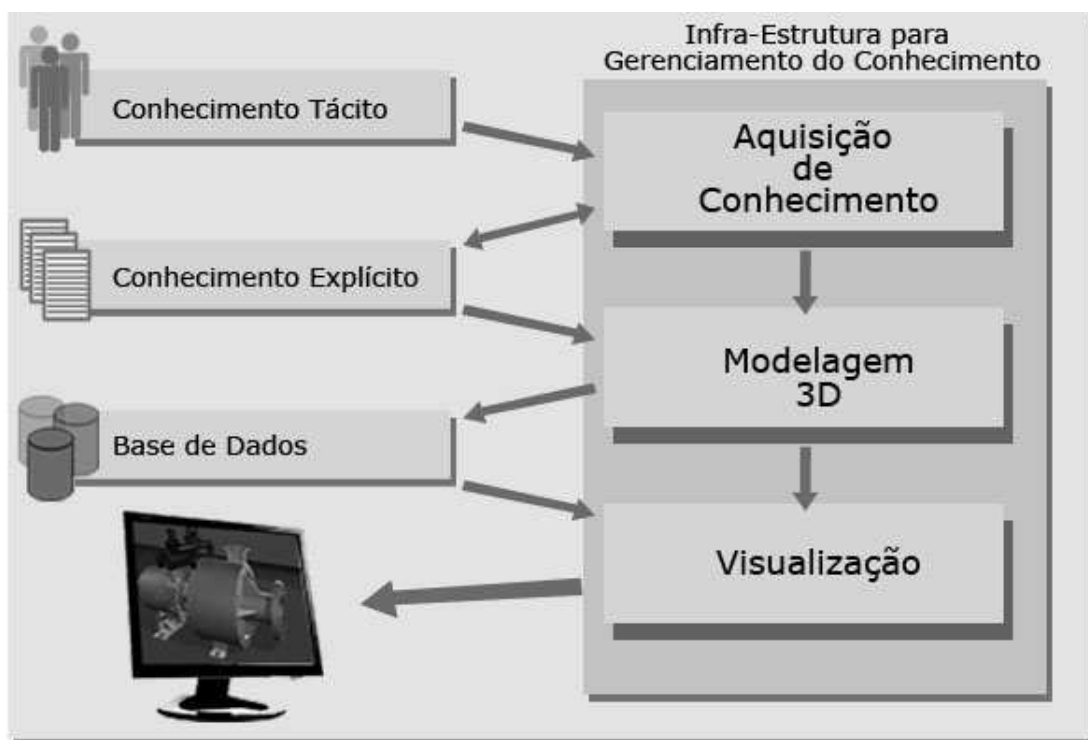 Infra-Estrutura para
Gerenciamento do Conhecimento
Conhecimento Tácito
Aquisição
de
Conhecimento
Conhecimento Explícito
Modelagem
3D
Base de Dados
Visualização